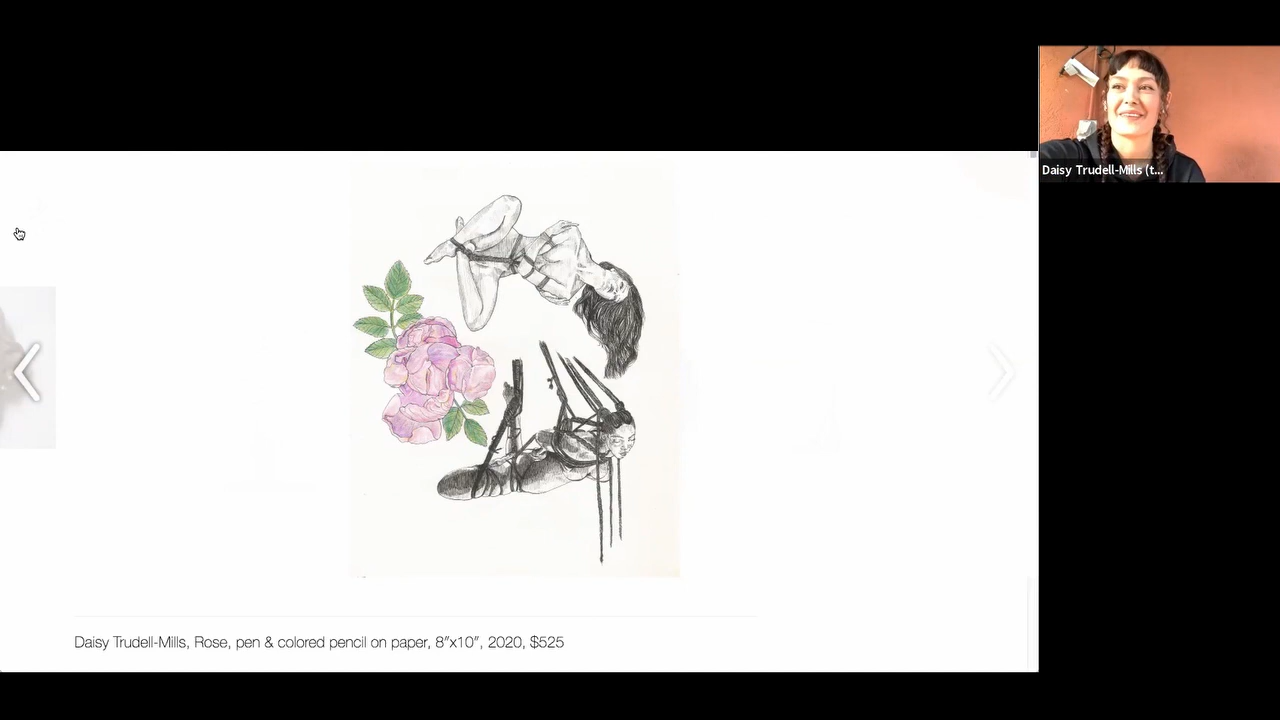 Daisy Trudell-Mills (t...
Daisy Trudell-Mills, Rose, pen & colored pencil on paper, 8"x10", 2020, $525